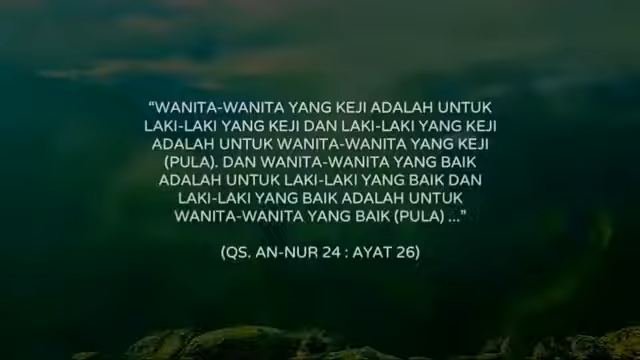 “WANITA-WANITA YANG KEJI ADALAH UNTUK
LAKI-LAKI YANG KEJI DAN LAKI-LAKI YANG KEJI
ADALAH UNTUK WANITA-WANITA YANG KEJI
(PULA). DAN WANITA-WANITA YANG BAIK
ADALAH UNTUK LAKI-LAKI YANG BAIK DAN
LAKI-LAKI YANG BAIK ADALAH UNTUK
WANITA-WANITA YANG BAIK (PULA) ...”
(QS. AN-NUR 24 : AYAT 26)